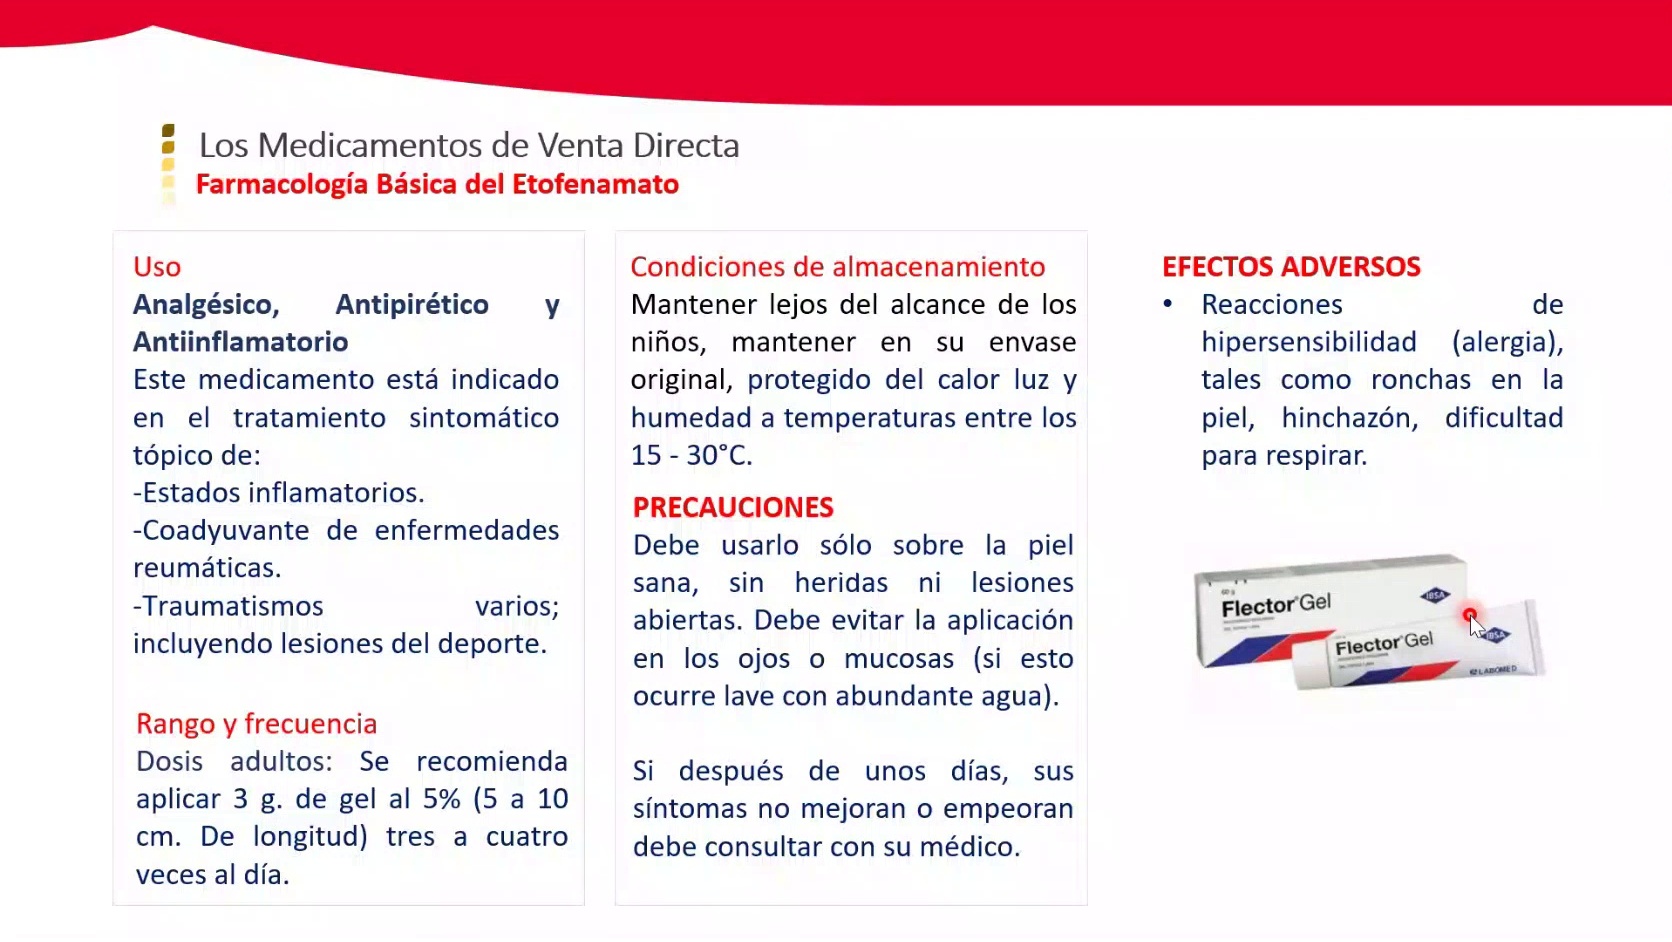 Los Medicamentos de Venta Directa
Farmacología Básica del Etofenamato
Uso
Analgésico, Antipirético y
Antiinflamatorio
Este medicamento está indicado
en el tratamiento sintomático
tópico de:
-Estados inflamatorios.
-Coadyuvante de enfermedades
reumáticas.
-Traumatismos varios;
incluyendo lesiones del deporte.
Rango y frecuencia
Dosis adultos: Se recomienda
aplicar 3 g. de gel al 5% (5 a 10
cm. De longitud) tres a cuatro
veces al día.
Condiciones de almacenamiento
Mantener lejos del alcance de los
niños, mantener en su envase
original, protegido del calor luz y
humedad a temperaturas entre los
15 - 30°C.
PRECAUCIONES
Debe usarlo sólo sobre la piel
sana, sin heridas ni lesiones
abiertas. Debe evitar la aplicación
en los ojos o mucosas (si esto
ocurre lave con abundante agua).
Si después de unos días, sus
síntomas no mejoran o empeoran
debe consultar con su médico.
EFECTOS ADVERSOS
• Reacciones de
hipersensibilidad (alergia),
tales como ronchas en la
piel, hinchazón, dificultad
para respirar.
60 g
Flector® Gel
IBSA
Flector® Gel
IBSA
LABOMED